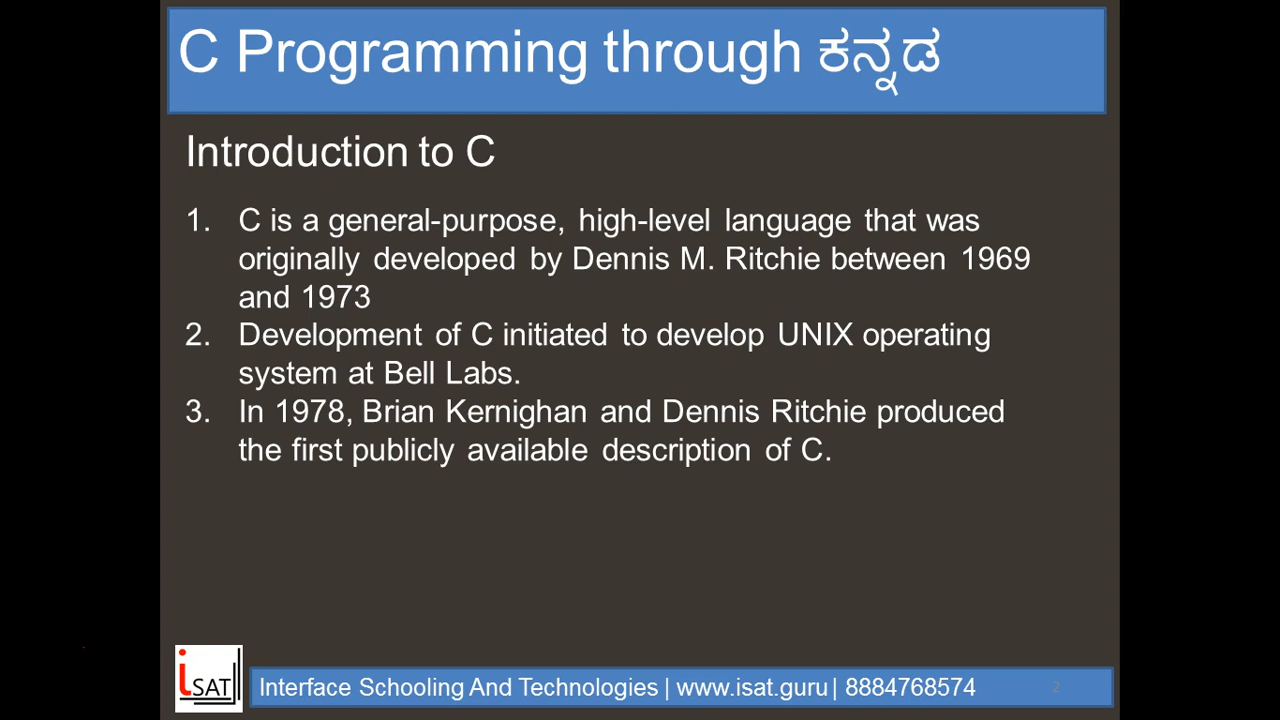 C Programming through ಕನ್ನಡ
Introduction to C
1. C is a general-purpose, high-level language that was
originally developed by Dennis M. Ritchie between 1969
and 1973
2. Development of C initiated to develop UNIX operating
system at Bell Labs.
3. In 1978, Brian Kernighan and Dennis Ritchie produced
the first publicly available description of C.
iSAT
Interface Schooling And Technologies | www.isat.guru | 8884768574
2